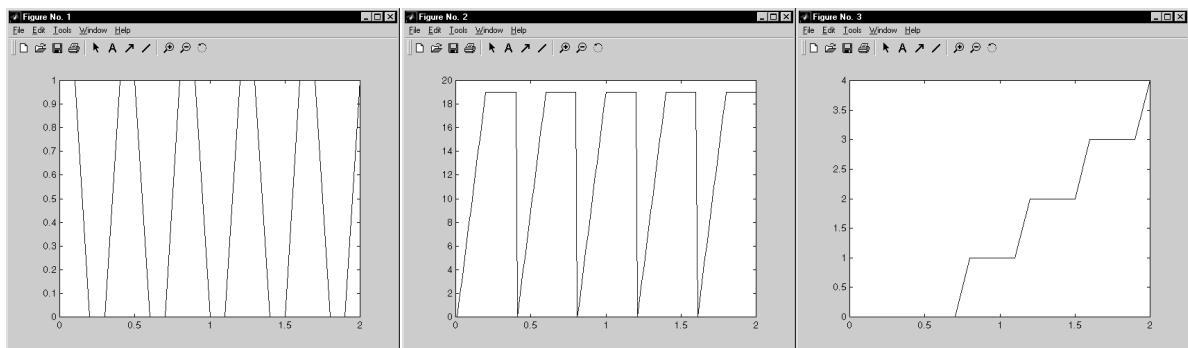 Figure No. 1
File Edit Tools Window Help
A
1
0.9
0.8
0.7
0.6
0.5
0.4
0.3
0.2
0.1
0
0 0.5 1 1.5 2
Figure No. 2
File Edit Tools Window Help
A
20
18
16
14
12
10
8
6
4
2
0
0 0.5 1 1.5 2
Figure No. 3
File Edit Tools Window Help
A
4
3.5
3
2.5
2
1.5
1
0.5
0
0 0.5 1 1.5 2